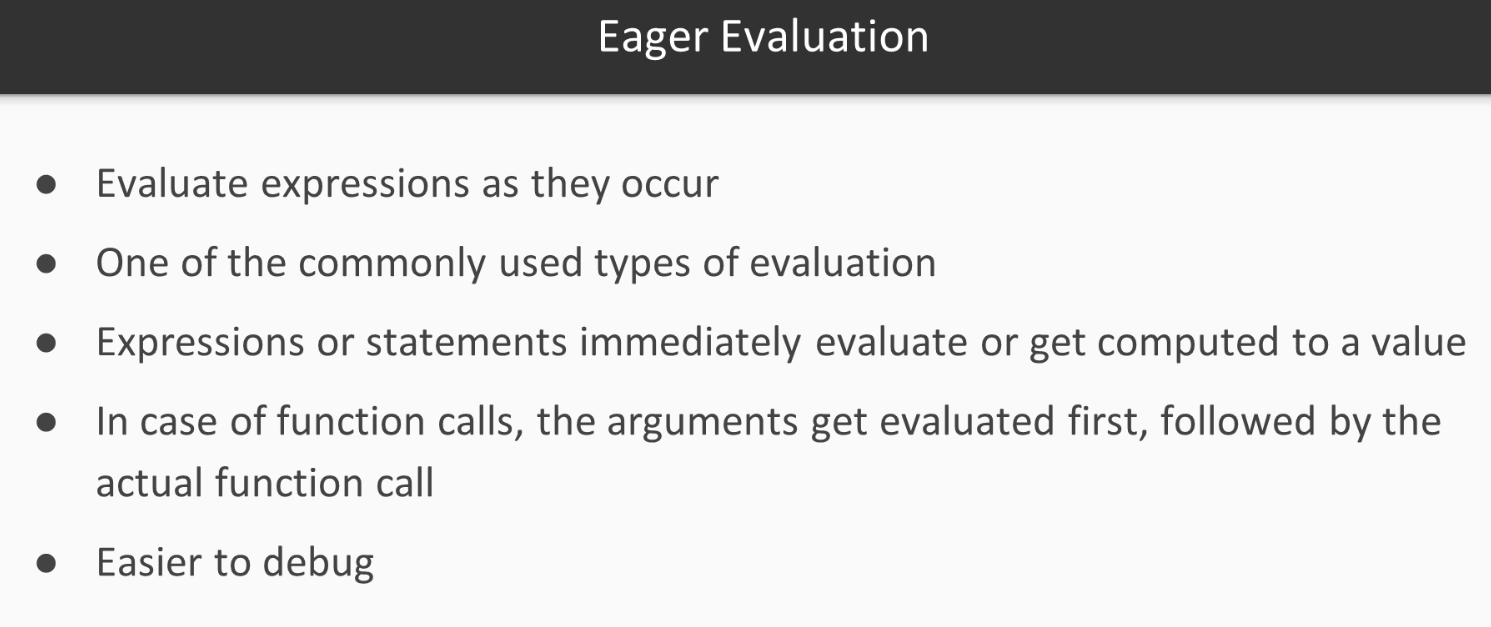 Eager Evaluation
● Evaluate expressions as they occur
● One of the commonly used types of evaluation
● Expressions or statements immediately evaluate or get computed to a value
● In case of function calls, the arguments get evaluated first, followed by the
actual function call
● Easier to debug